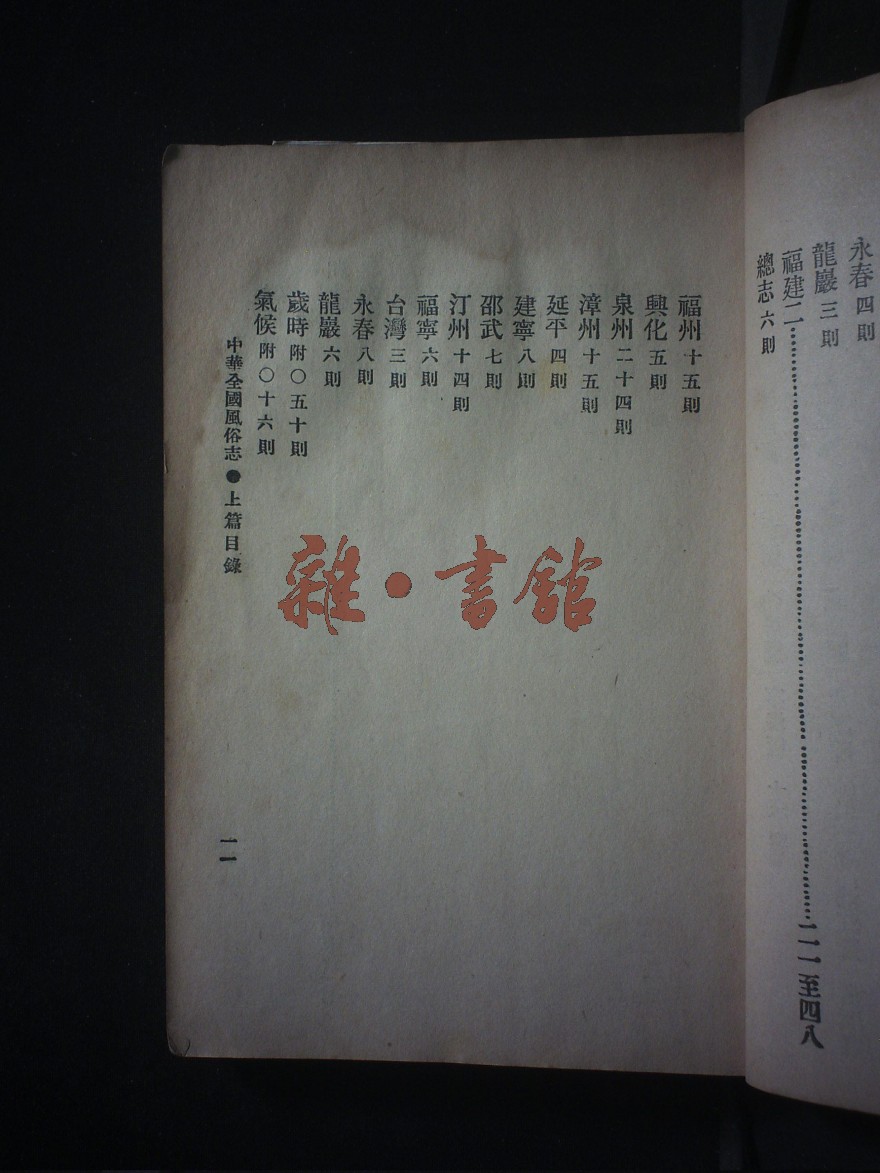 永春 四則
龍巖 三則
福建二……………………二一一至四八
總志 六則
福州 十五則
興化 五則
泉州 二十四則
漳州 十五則
延平 四則
建寧 八則
邵武 七則
汀州 十四則
福寧 六則
台灣 三則
永春 八則
龍巖 六則
歲時 附〇五十則
氣候 附〇十六則
中華全國風俗志●上篇目錄
一一
雜·書館